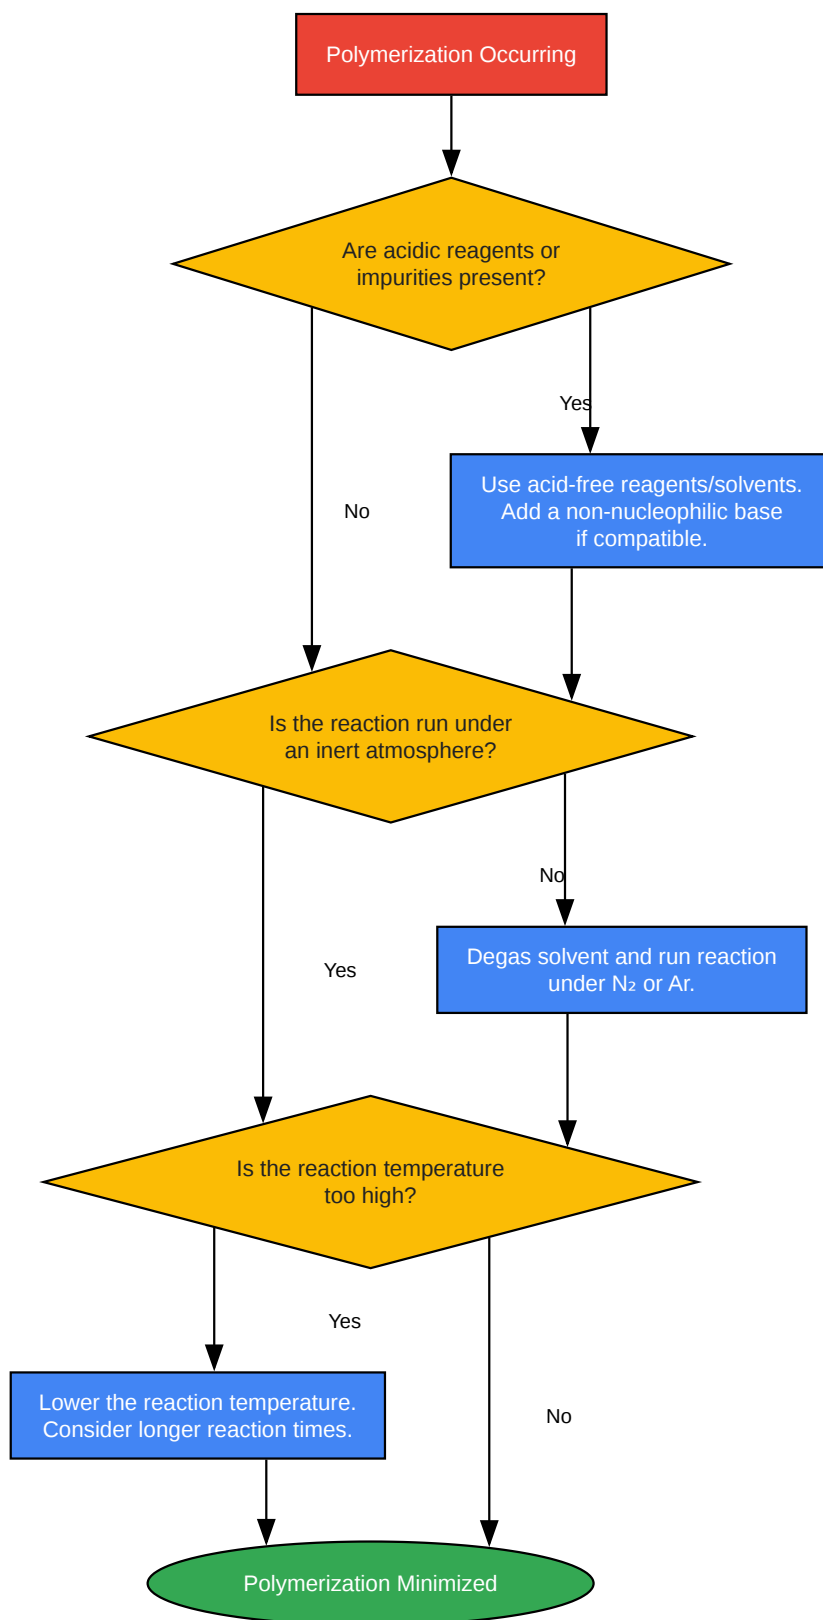 Polymerization Occurring
Are acidic reagents or
impurities present?
Yes
Use acid-free reagents/solvents.
Add a non-nucleophilic base
if compatible.
No
Is the reaction run under
an inert atmosphere?
No
Degas solvent and run reaction
under N₂ or Ar.
Yes
Is the reaction temperature
too high?
Yes
Lower the reaction temperature.
Consider longer reaction times.
No
Polymerization Minimized